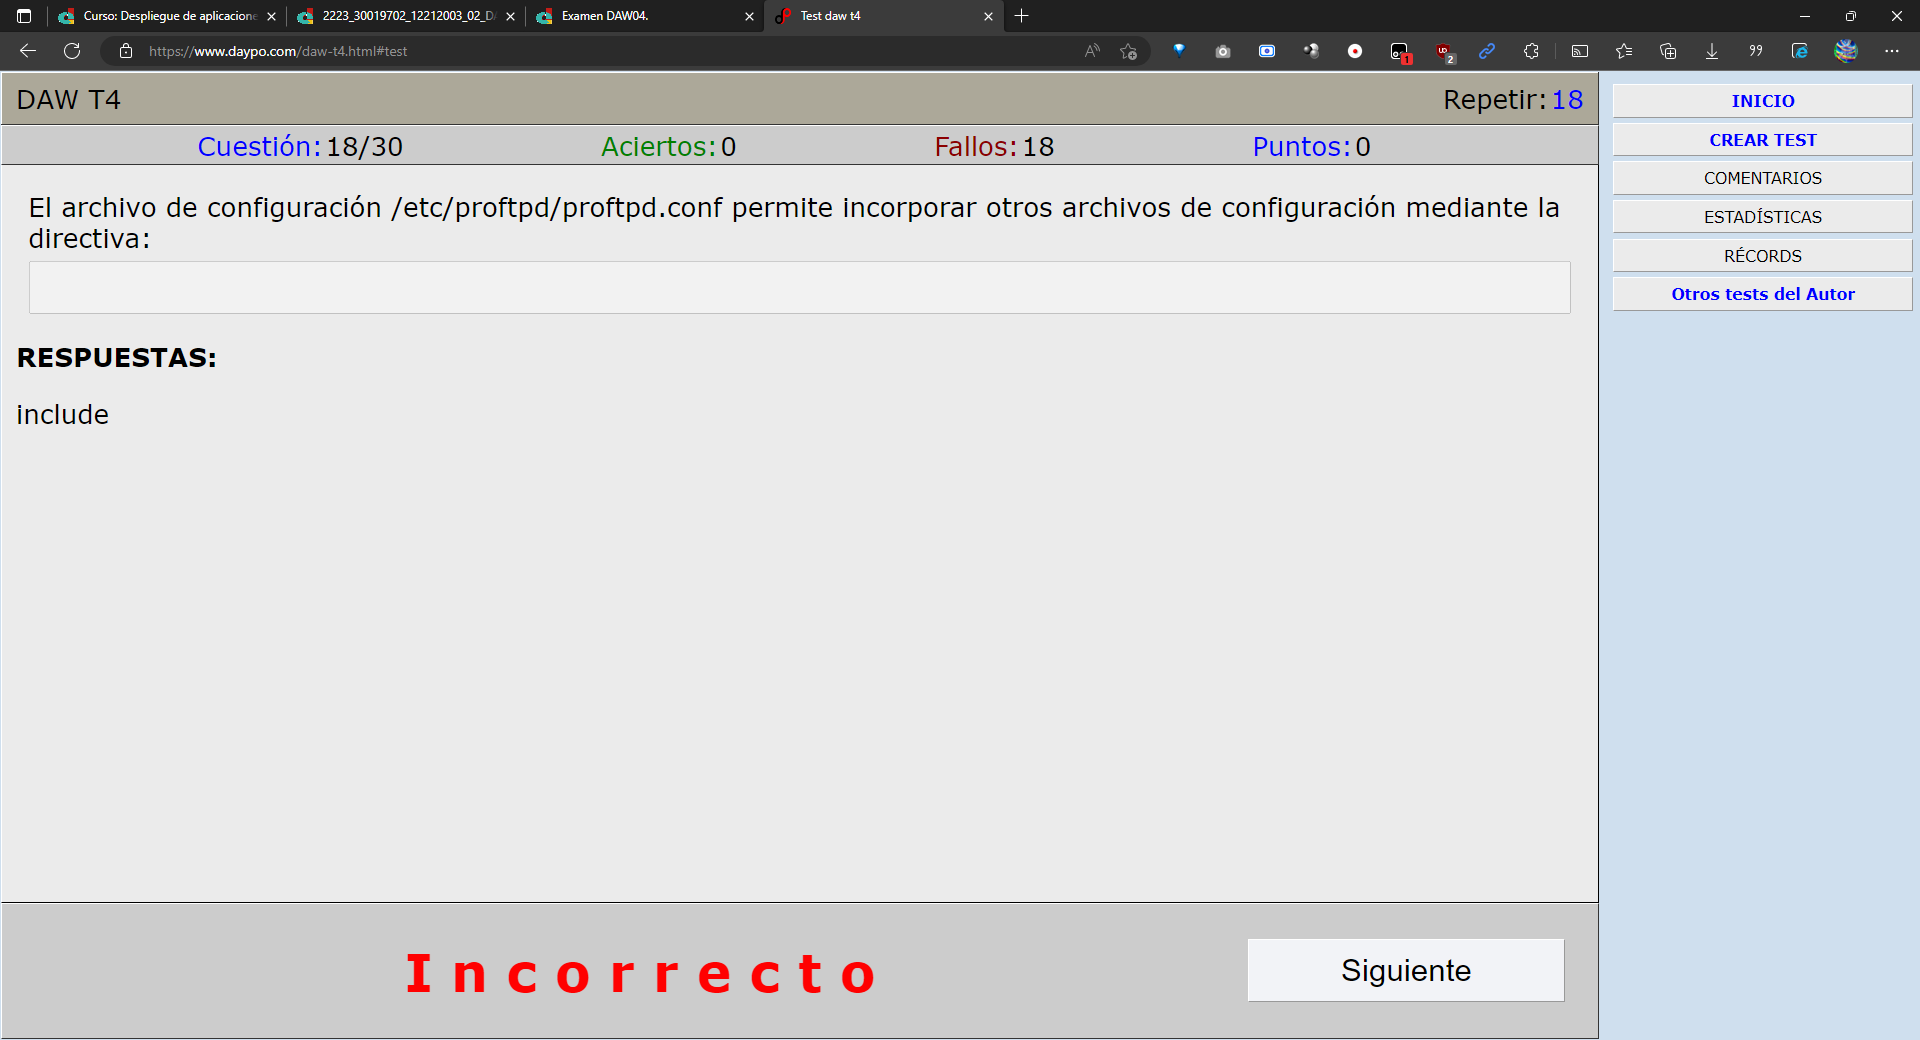 Curso: Despliegue de aplicacione
2223_30019702_12212003_02_DA
Examen DAW04.
Test daw t4
https://www.daypo.com/daw-t4.html#test
1
2
DAW T4
Repetir: 18
INICIO
Cuestión: 18/30
Aciertos: 0
Fallos: 18
Puntos: 0
CREAR TEST
COMENTARIOS
El archivo de configuración /etc/proftpd/proftpd.conf permite incorporar otros archivos de configuración mediante la
directiva:
ESTADÍSTICAS
RÉCORDS
Otros tests del Autor
RESPUESTAS:
include
Incorrecto
Siguiente